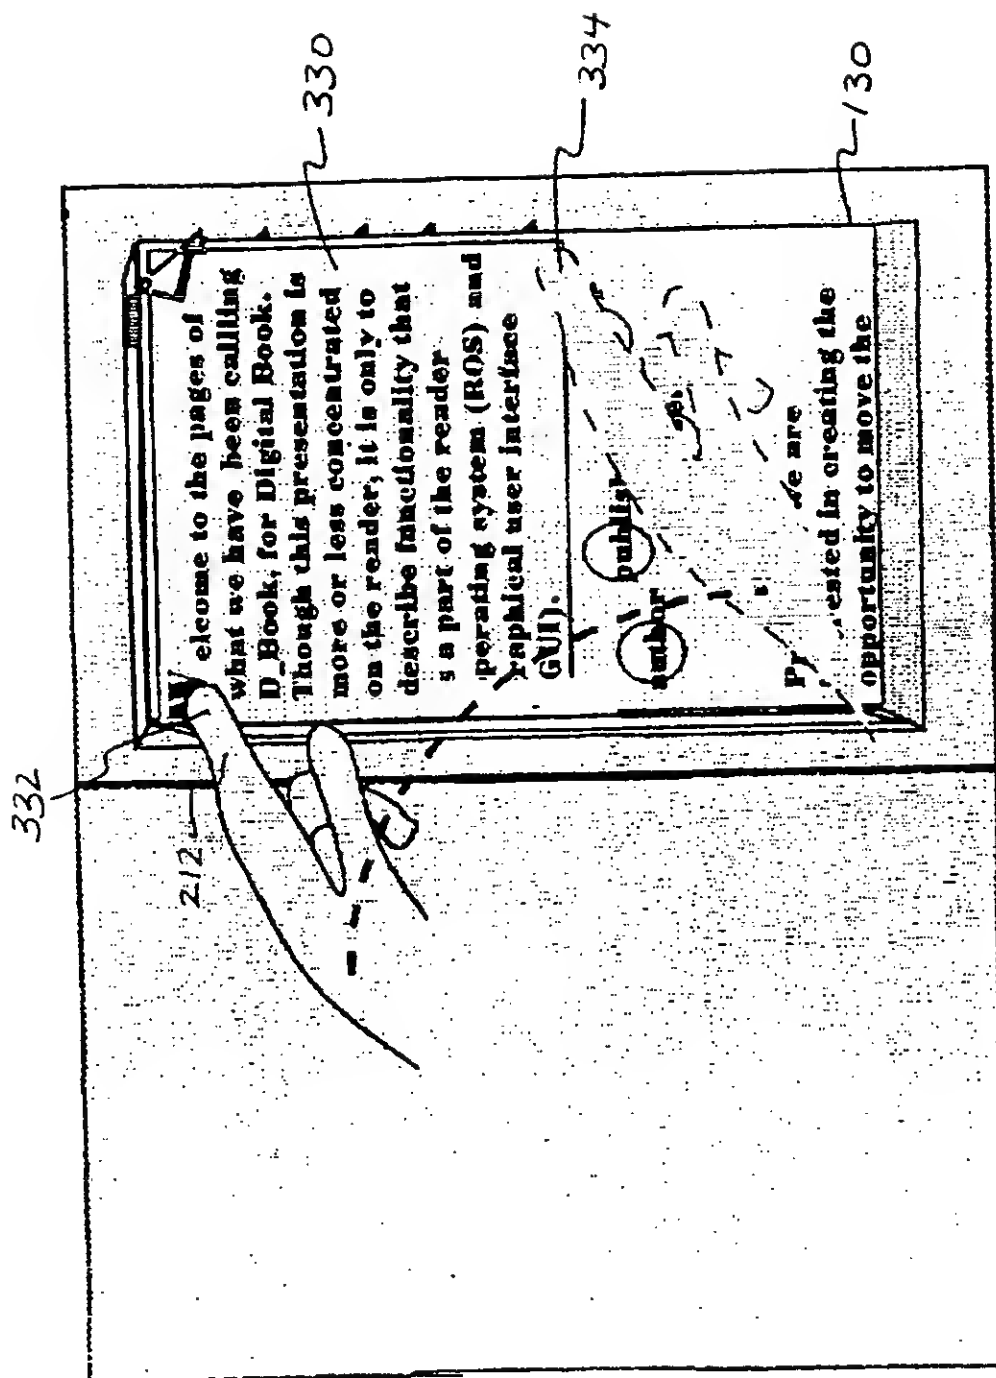 332
212
330
334
130
elcome to the pages of
what we have been callling
D_Book, for Digital Book.
Though this presentation is
more or less concentrated
on the render, it is only to
describe functionality that
s a part of the reader
perating system (ROS) and
raphical user interface
GUI).
author publish
Pr
e are
ested in creating the
opportunity to move the